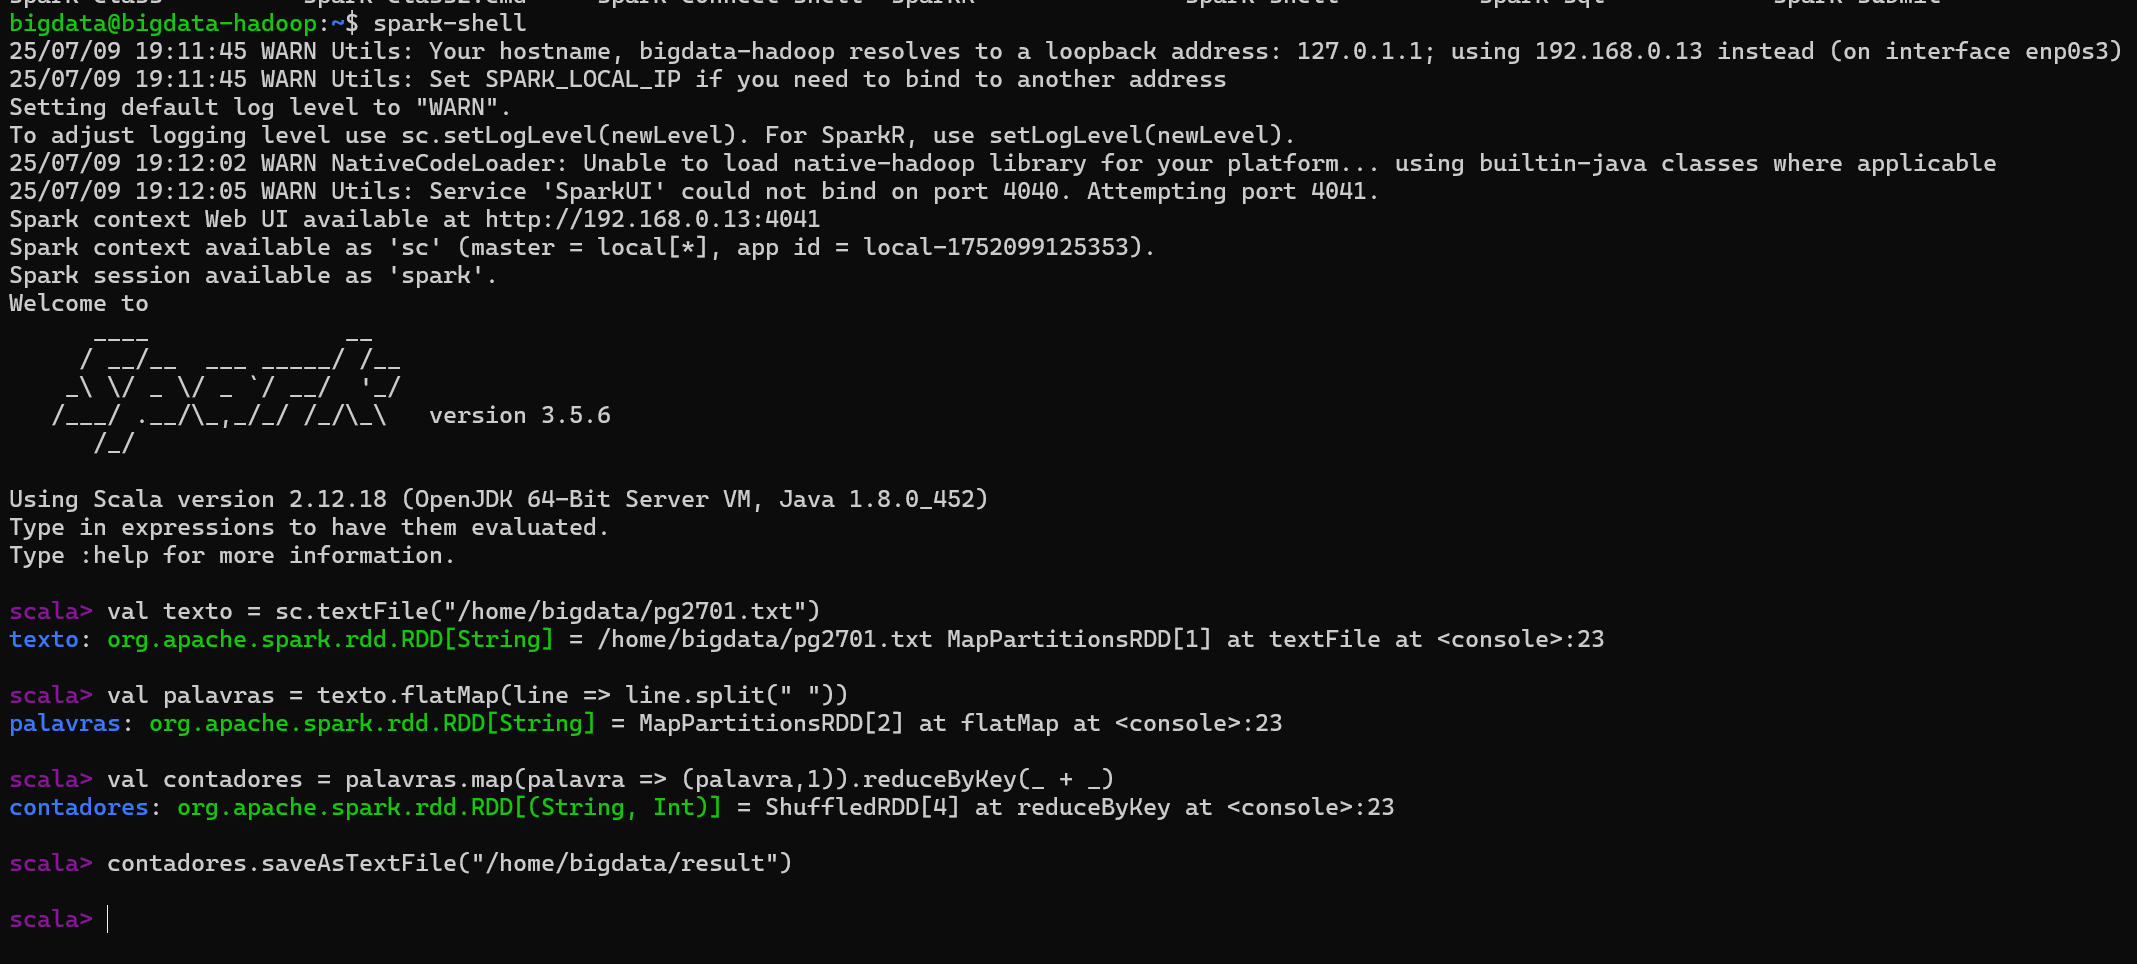 bigdata@bigdata-hadoop:~$ spark-shell
25/07/09 19:11:45 WARN Utils: Your hostname, bigdata-hadoop resolves to a loopback address: 127.0.1.1; using 192.168.0.13 instead (on interface enp0s3)
25/07/09 19:11:45 WARN Utils: Set SPARK_LOCAL_IP if you need to bind to another address
Setting default log level to "WARN".
To adjust logging level use sc.setLogLevel(newLevel). For SparkR, use setLogLevel(newLevel).
25/07/09 19:12:02 WARN NativeCodeLoader: Unable to load native-hadoop library for your platform... using builtin-java classes where applicable
25/07/09 19:12:05 WARN Utils: Service 'SparkUI' could not bind on port 4040. Attempting port 4041.
Spark context Web UI available at http://192.168.0.13:4041
Spark context available as 'sc' (master = local[*], app id = local-1752099125353).
Spark session available as 'spark'.
Welcome to
      ____              __
     / __/__  ___ _____/ /__
    _\ \/ _ \/ _ `/ __/  '_/
   /___/ .__/\_,_/_/ /_/\_\   version 3.5.6
      /_/
Using Scala version 2.12.18 (OpenJDK 64-Bit Server VM, Java 1.8.0_452)
Type in expressions to have them evaluated.
Type :help for more information.
scala> val texto = sc.textFile("/home/bigdata/pg2701.txt")
texto: org.apache.spark.rdd.RDD[String] = /home/bigdata/pg2701.txt MapPartitionsRDD[1] at textFile at <console>:23
scala> val palavras = texto.flatMap(line => line.split(" "))
palavras: org.apache.spark.rdd.RDD[String] = MapPartitionsRDD[2] at flatMap at <console>:23
scala> val contadores = palavras.map(palavra => (palavra,1)).reduceByKey(_ + _)
contadores: org.apache.spark.rdd.RDD[(String, Int)] = ShuffledRDD[4] at reduceByKey at <console>:23
scala> contadores.saveAsTextFile("/home/bigdata/result")
scala>